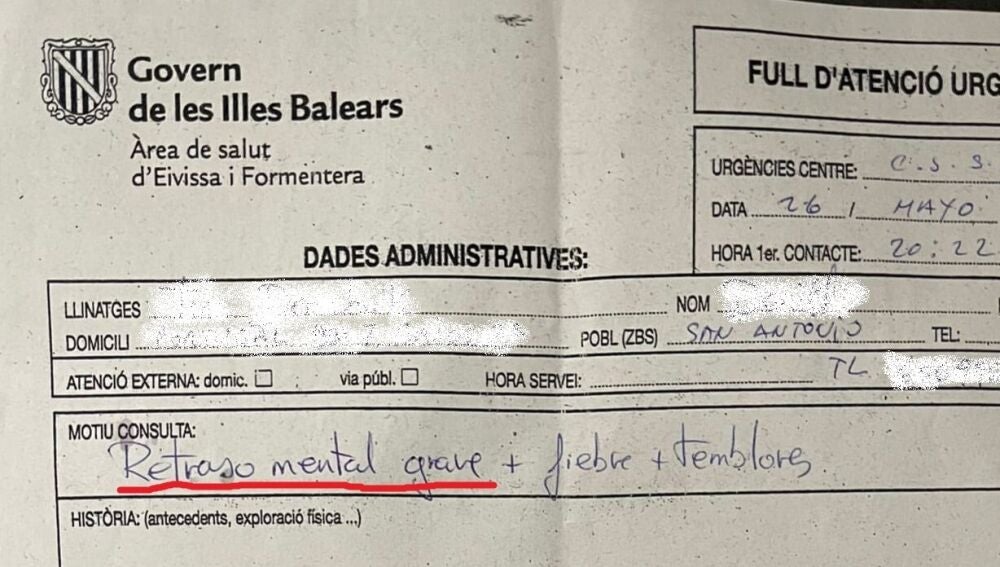 Govern
de les Illes Balears
Àrea de salut
d'Eivissa i Formentera
FULL D'ATENCIÓ URG
URGÈNCIES CENTRE: C.S.S
DATA 26 / MAYO
HORA 1er. CONTACTE: 20:22
DADES ADMINISTRATIVES:
LLINATGES NOM
DOMICILI POBL (ZBS) SAN ANTONIO TEL:
ATENCIÓ EXTERNA: domic. via públ. HORA SERVEI: TL
MOTIU CONSULTA:
Retraso mental grave + fiebre + temblores
HISTÒRIA: (antecedents, exploració física ...)